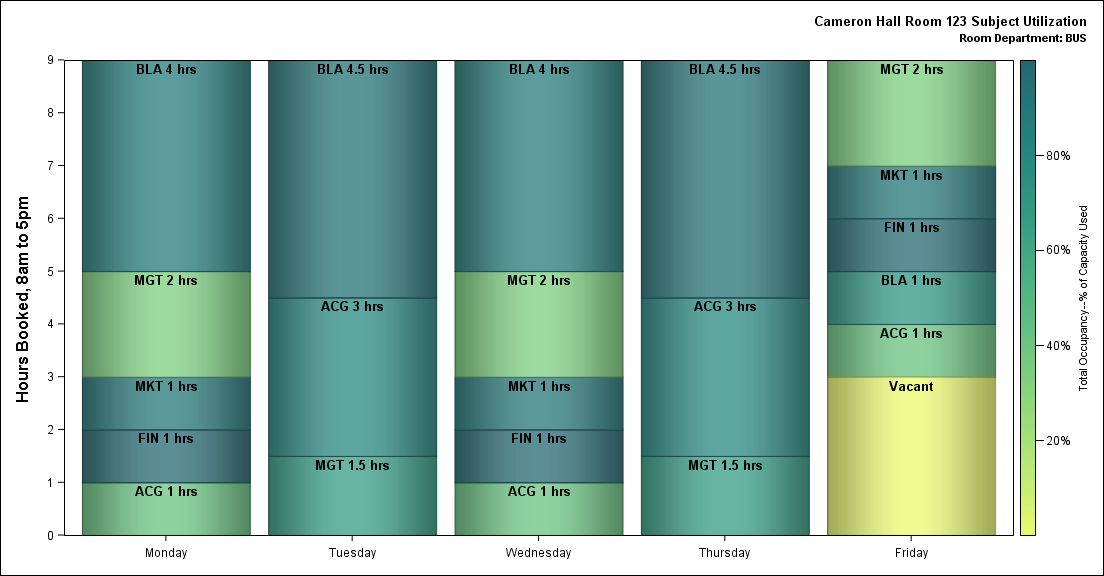 Cameron Hall Room 123 Subject Utilization
Room Department: BUS
Hours Booked, 8am to 5pm
9
8
7
6
5
4
3
2
1
0
BLA 4 hrs
MGT 2 hrs
MKT 1 hrs
FIN 1 hrs
ACG 1 hrs
Monday
BLA 4.5 hrs
ACG 3 hrs
MGT 1.5 hrs
Tuesday
BLA 4 hrs
MGT 2 hrs
MKT 1 hrs
FIN 1 hrs
ACG 1 hrs
Wednesday
BLA 4.5 hrs
ACG 3 hrs
MGT 1.5 hrs
Thursday
MGT 2 hrs
MKT 1 hrs
FIN 1 hrs
BLA 1 hrs
ACG 1 hrs
Vacant
Friday
80%
60%
40%
20%
Total Occupancy--% of Capacity Used